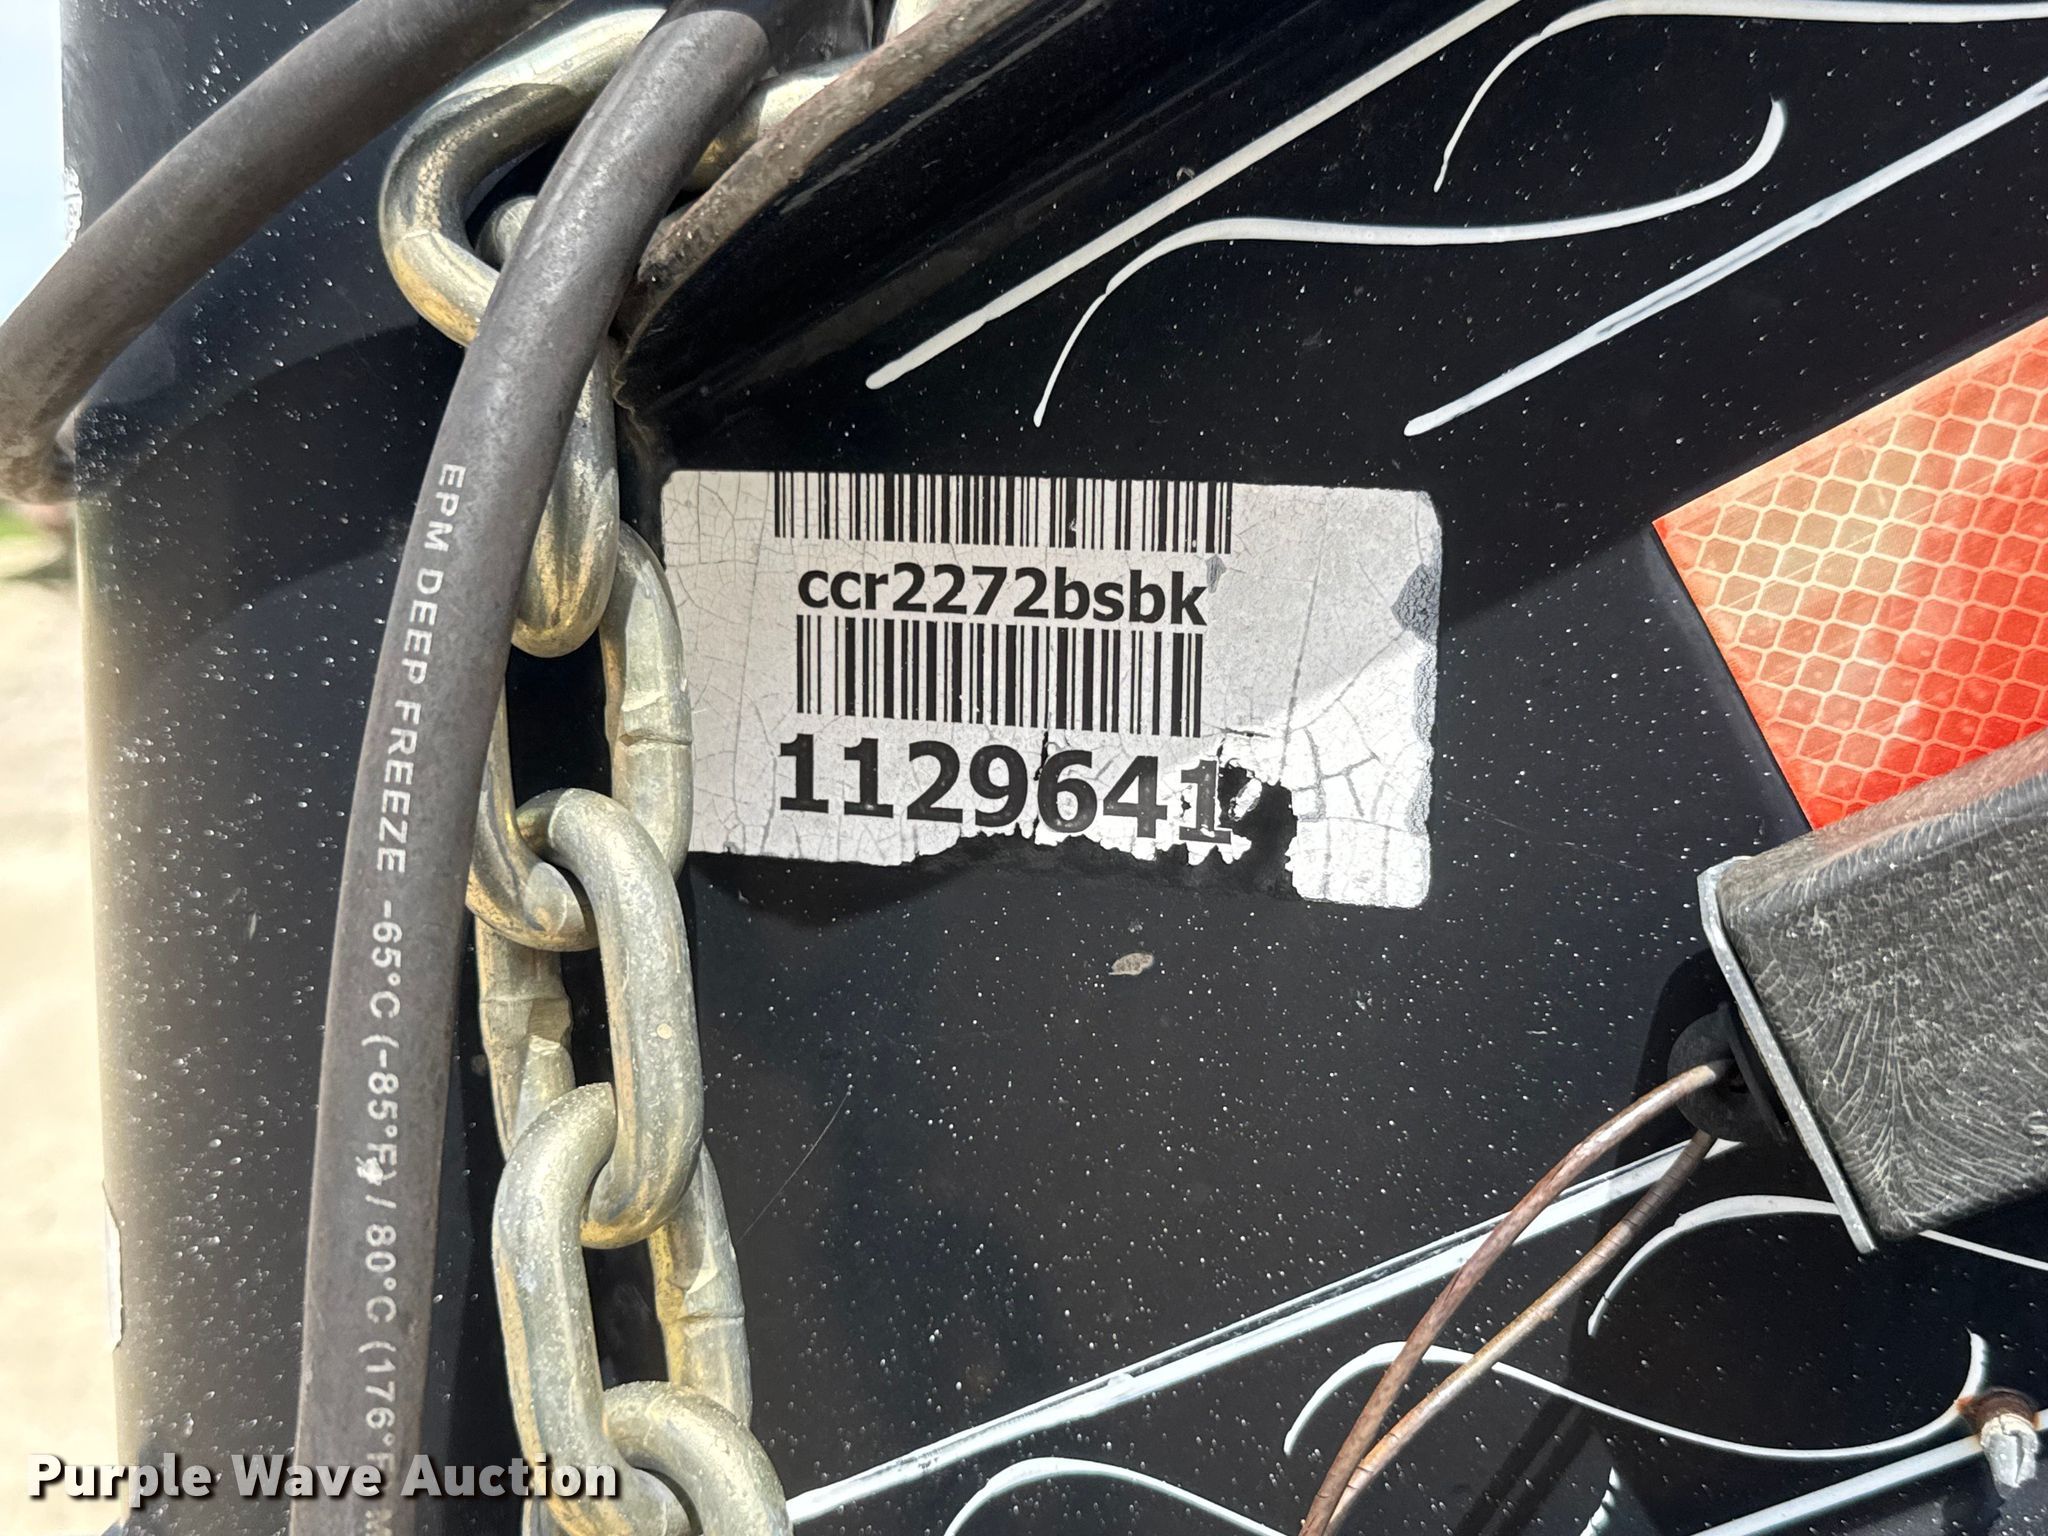 EPM DEEP FREEZE -65°C (-85°F) / 80°C (176°F
ccr2272bsbk
1129641
Purple Wave Auction